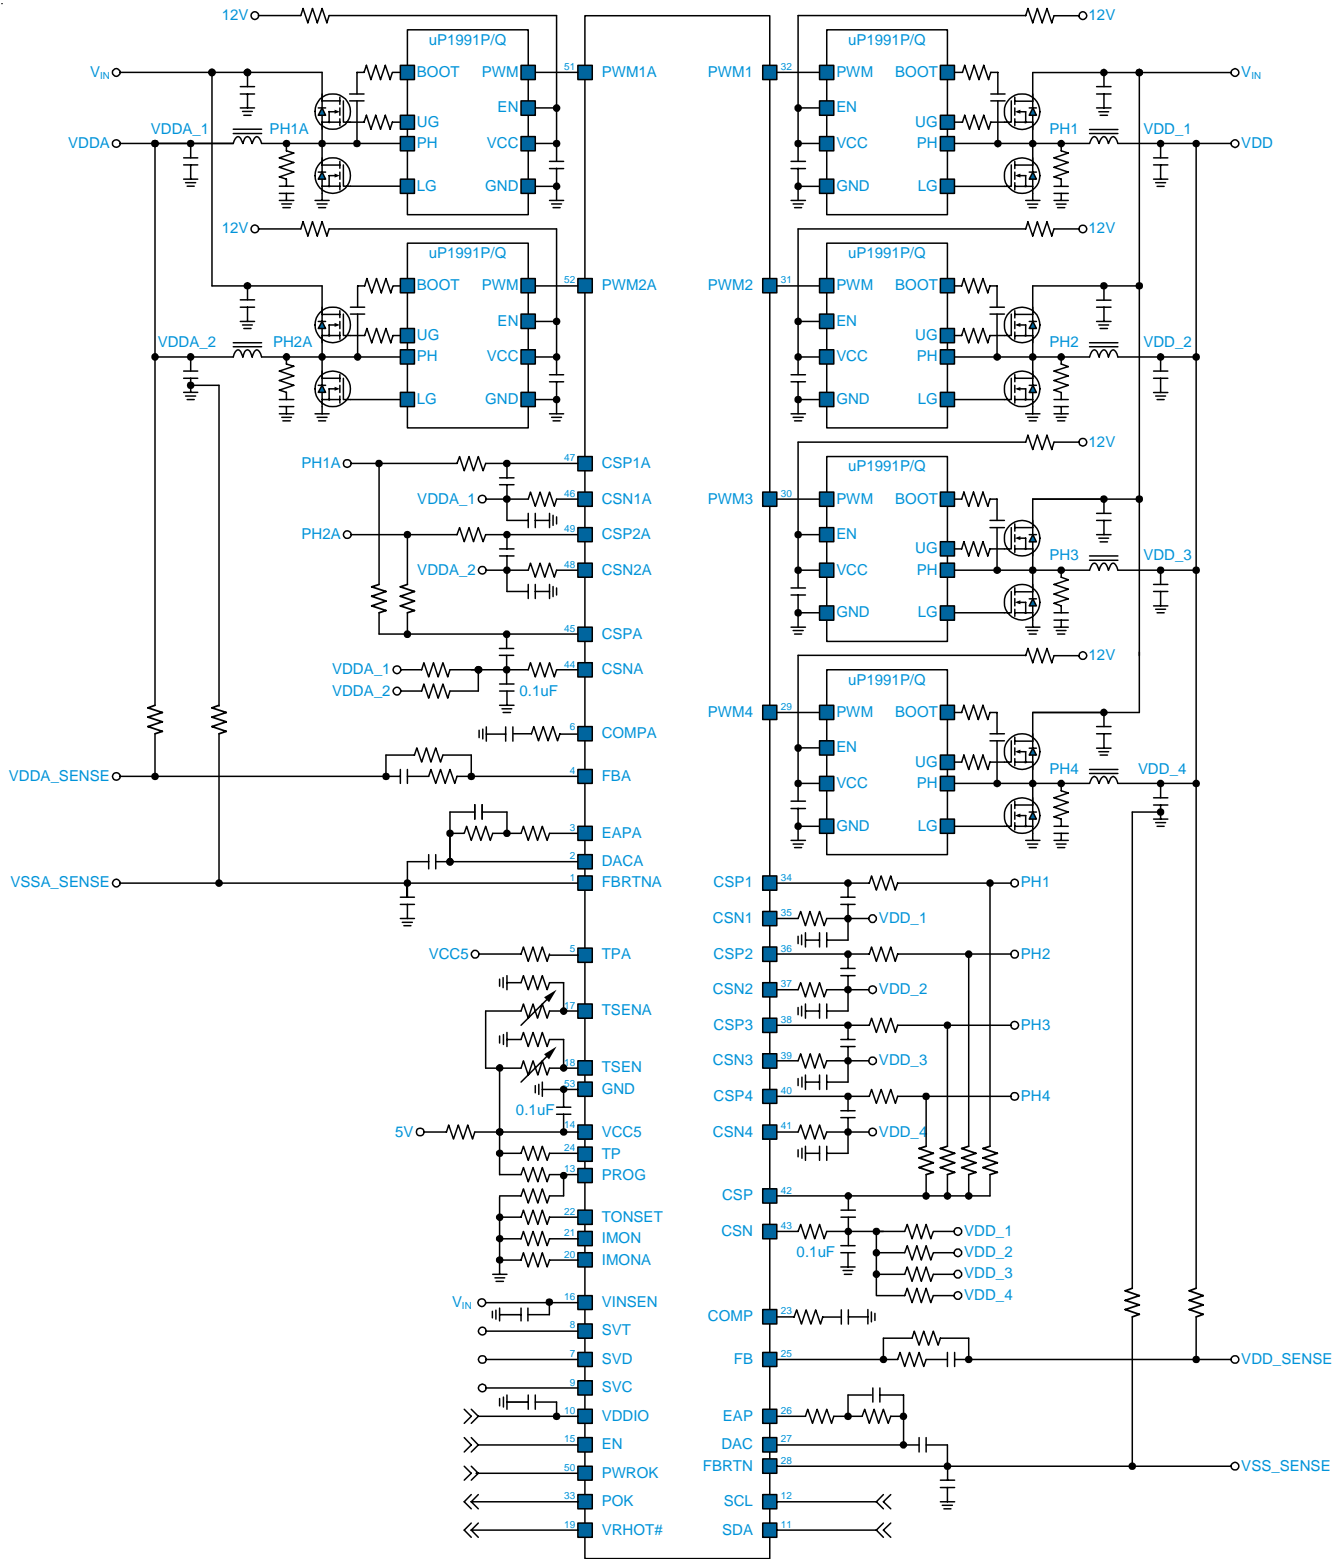 12V
12V
uP1991P/Q
uP1991P/Q
VIN
BOOT
PWM
51
PWM1A
PWM1
32
PWM
BOOT
VIN
EN
EN
VDDA_1
PH1A
UG
UG
PH1
VDD_1
VDDA
PH
VCC
VCC
PH
VDD
LG
GND
GND
LG
12V
12V
uP1991P/Q
uP1991P/Q
BOOT
PWM
52
PWM2A
PWM2
31
PWM
BOOT
EN
EN
VDDA_2
PH2A
UG
UG
PH2
VDD_2
PH
VCC
VCC
PH
LG
GND
GND
LG
12V
PH1A
47
CSP1A
uP1991P/Q
VDDA_1
46
CSN1A
PWM3
30
PWM
BOOT
PH2A
49
CSP2A
EN
UG
PH3
VDD_3
VDDA_2
48
CSN2A
VCC
PH
GND
LG
45
CSPA
12V
VDDA_1
44
CSNA
uP1991P/Q
VDDA_2
0.1uF
PWM4
29
PWM
BOOT
6
COMPA
EN
UG
PH4
VDD_4
VDDA_SENSE
4
FBA
VCC
PH
3
EAPA
GND
LG
2
DACA
VSSA_SENSE
1
FBRTNA
CSP1
34
PH1
CSN1
35
VDD_1
VCC5
5
TPA
CSP2
36
PH2
CSN2
37
VDD_2
17
TSENA
CSP3
38
PH3
18
TSEN
CSN3
39
VDD_3
53
GND
CSP4
40
PH4
0.1uF
5V
14
VCC5
CSN4
41
VDD_4
24
TP
13
PROG
CSP
42
22
TONSET
CSN
43
VDD_1
21
IMON
0.1uF
VDD_2
20
IMONA
VDD_3
VDD_4
VIN
16
VINSEN
COMP
23
8
SVT
7
SVD
FB
25
VDD_SENSE
9
SVC
10
VDDIO
EAP
26
15
EN
DAC
27
50
PWROK
FBRTN
28
VSS_SENSE
33
POK
SCL
12
19
VRHOT#
SDA
11